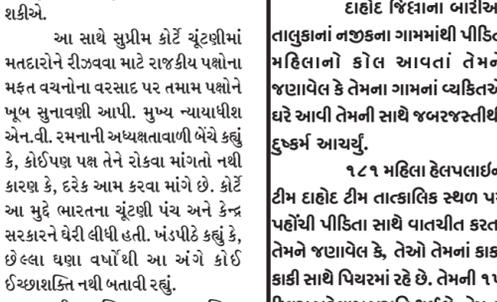 શકીએ.
આ સાથે સુપ્રીમ કોર્ટે ચૂંટણીમાં
મતદારોને રીઝવવા માટે રાજકીય પક્ષોના
મફત વચનોના વરસાદ પર તમામ પક્ષોને
ખૂબ સુનાવણી આપી. મુખ્ય ન્યાયાધીશ
એન.વી. રમનાની અધ્યક્ષતાવાળી બેંચે કહ્યું
કે, કોઈપણ પક્ષ તેને રોકવા માંગતો નથી
કારણ કે, દરેક આમ કરવા માંગે છે. કોર્ટે
આ મુદ્દે ભારતના ચૂંટણી પંચ અને કેન્દ્ર
સરકારને ઘેરી લીધી હતી. ખંડપીઠે કહ્યું કે,
છેલ્લા ઘણા વર્ષોથી આ અંગે કોઈ
ઈચ્છાશક્તિ નથી બતાવી રહ્યું.
દાહોદ જિલ્લાના બારીઆ
તાલુકાનાં નજીકના ગામમાંથી પીડિત
મહિલાનો કોલ આવતાં તેમન
જણાવેલ કે તેમના ગામનાં વ્યકિતએ
ઘરે આવી તેમની સાથે જબરજસ્તીથી
દુષ્કર્મ આચર્યું.
૧૮૧ મહિલા હેલપલાઈન
ટીમ દાહોદ ટીમ તાત્કાલિક સ્થળ પર
પહોંચી પીડિતા સાથે વાતચીત કરત
તેમને જણાવેલ કે, તેઓ તેમનાં કાક
કાકી સાથે પિયરમાં રહે છે. તેમની ૧૧